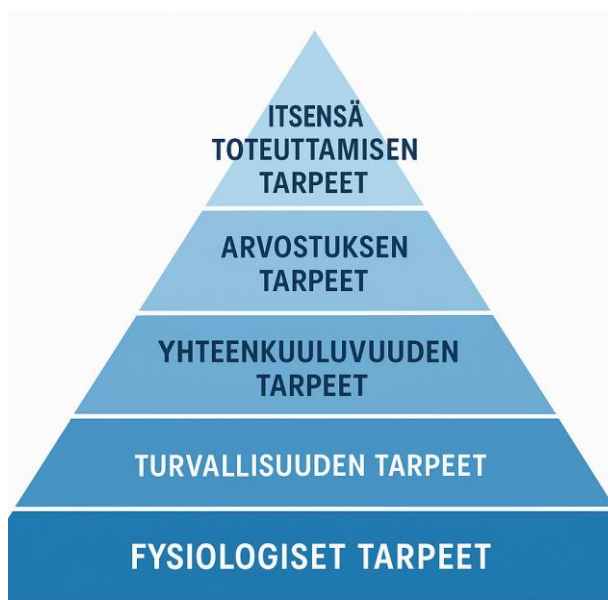 ITSENSÄ
TOTEUTTAMISEN
TARPEET
ARVOSTUKSEN
TARPEET
YHTEENKUULUVUUDEN
TARPEET
TURVALLISUUDEN TARPEET
FYSIOLOGISET TARPEET